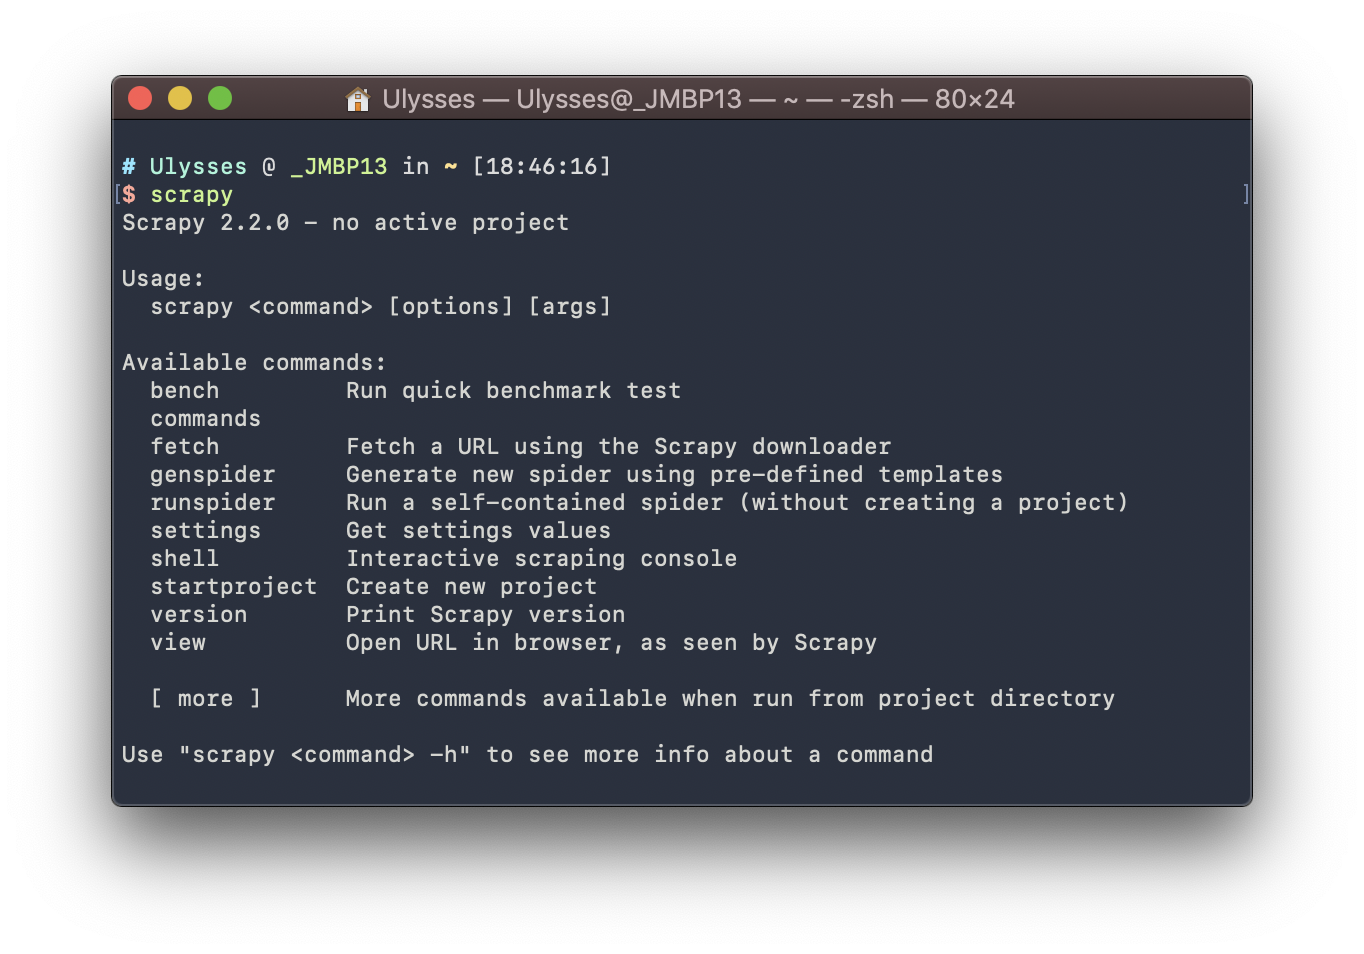 Ulysses — Ulysses@_JMBP13 — ~ — -zsh — 80×24
# Ulysses @ _JMBP13 in ~ [18:46:16]
[$ scrapy ]
Scrapy 2.2.0 - no active project
Usage:
scrapy <command> [options] [args]
Available commands:
bench Run quick benchmark test
commands
fetch Fetch a URL using the Scrapy downloader
genspider Generate new spider using pre-defined templates
runspider Run a self-contained spider (without creating a project)
settings Get settings values
shell Interactive scraping console
startproject Create new project
version Print Scrapy version
view Open URL in browser, as seen by Scrapy
[ more ] More commands available when run from project directory
Use "scrapy <command> -h" to see more info about a command